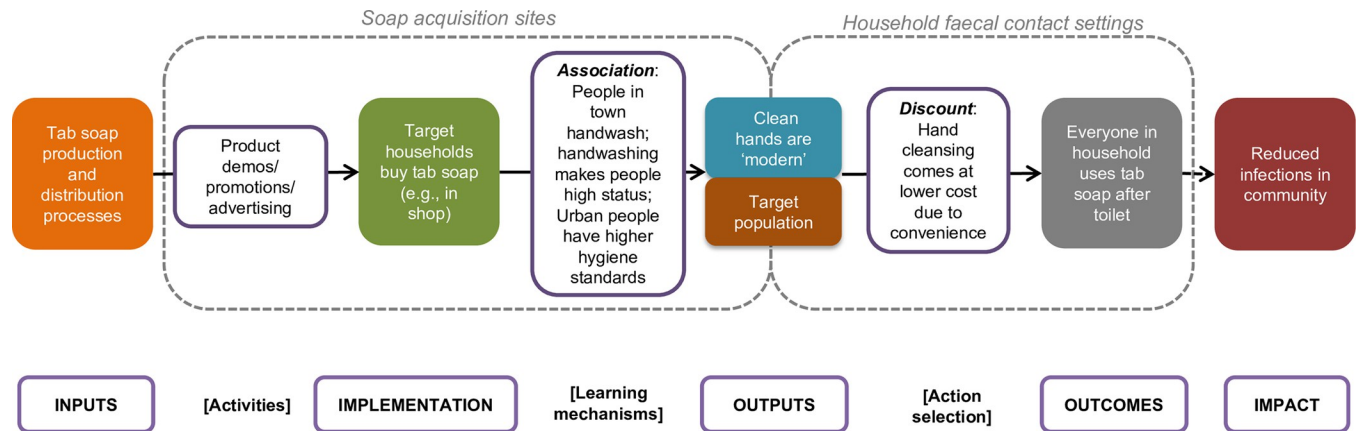 Soap acquisition sites
Household faecal contact settings
Tab soap
production
and
distribution
processes
Product
demos/
promotions/
advertising
Target
households
buy tab soap
(e.g., in
shop)
Association:
People in
town
handwash;
handwashing
makes people
high status;
Urban people
have higher
hygiene
standards
Clean
hands are
‘modern’
Target
population
Discount:
Hand
cleansing
comes at
lower cost
due to
convenience
Everyone in
household
uses tab
soap after
toilet
Reduced
infections in
community
INPUTS
[Activities]
IMPLEMENTATION
[Learning
mechanisms]
OUTPUTS
[Action
selection]
OUTCOMES
IMPACT